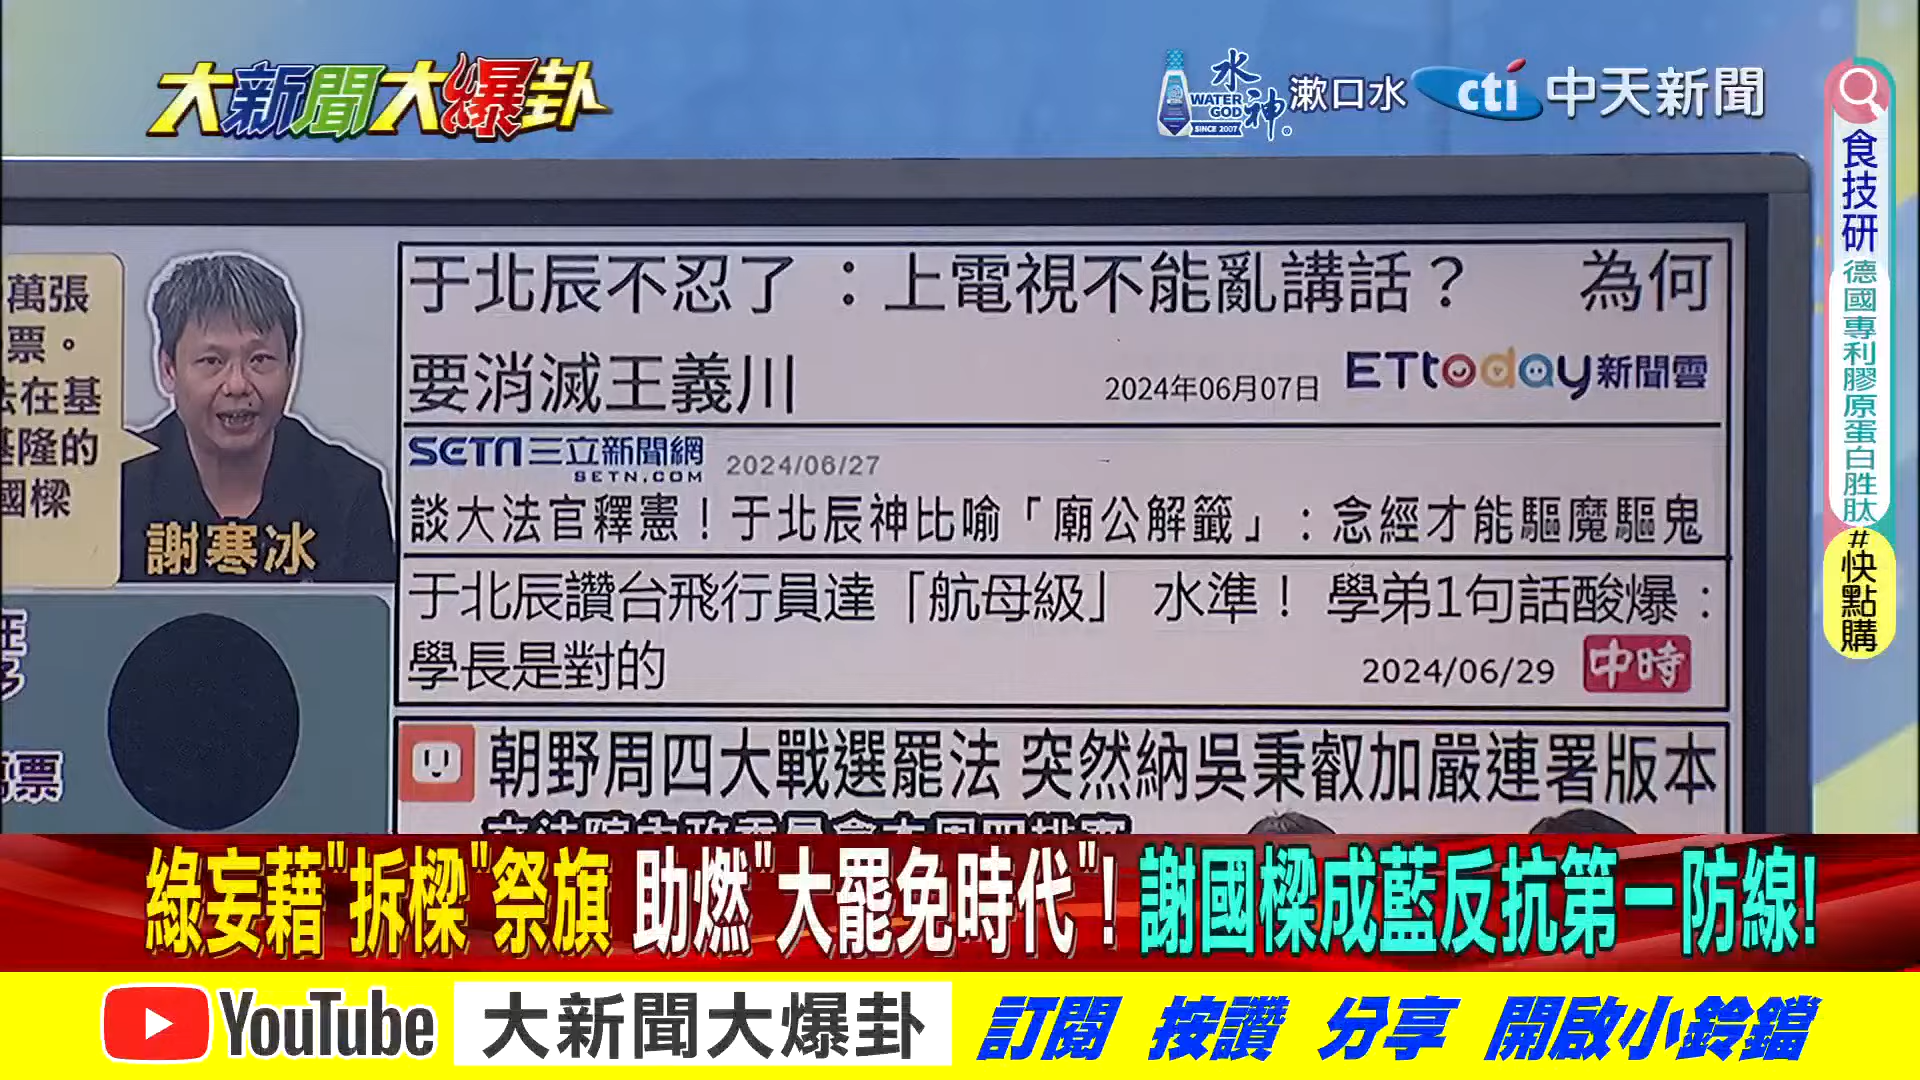 大新聞大爆卦
水神
WATER GOD
SINCE 2007
漱口水
cti 中天新聞
食技研
德國專利膠原蛋白胜肽
#快點購
萬張
票。
去在基
基隆的
國樑
謝寒冰
于北辰不忍了：上電視不能亂講話？ 為何
要消滅王義川
2024年06月07日
ETtoday新聞雲
SETN三立新聞網
SETN.COM
2024/06/27
談大法官釋憲！于北辰神比喻「廟公解籤」：念經才能驅魔驅鬼
于北辰讚台飛行員達「航母級」水準！ 學弟1句話酸爆：
學長是對的
2024/06/29
中時
朝野周四大戰選罷法 突然納吳秉叡加嚴連署版本
票
綠妄藉"拆樑"祭旗 助燃"大罷免時代"! 謝國樑成藍反抗第一防線!
YouTube 大新聞大爆卦 訂閱 按讚 分享 開啟小鈴鐺